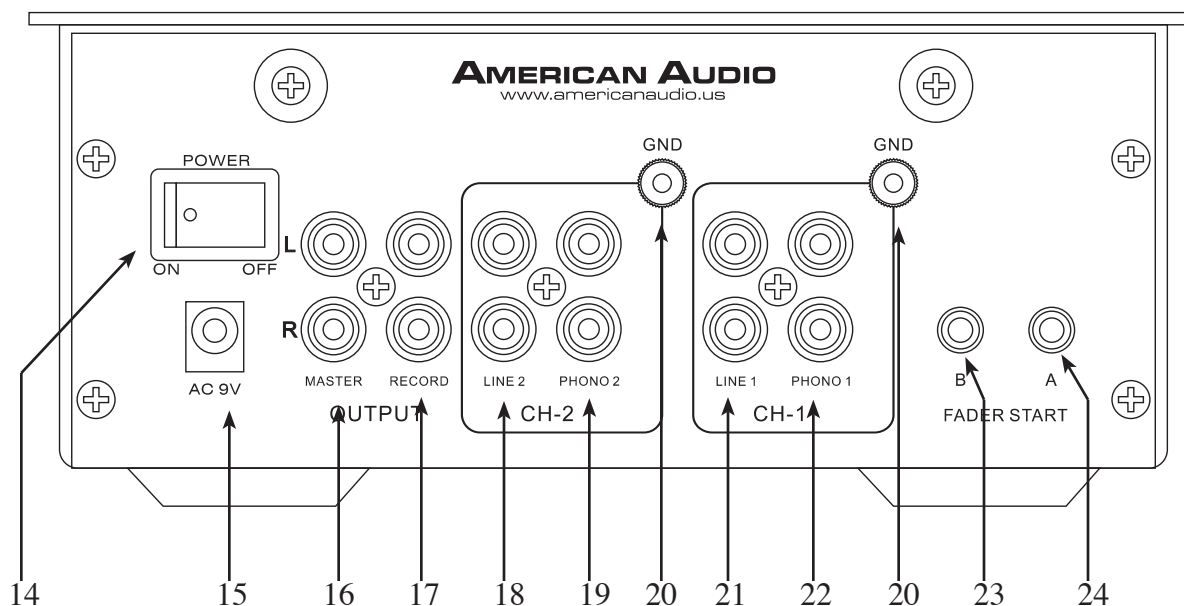 AMERICAN AUDIO
www.americanaudio.us
POWER
ON OFF
AC 9V
L
R
MASTER RECORD
OUTPUT
GND
LINE 2 PHONO 2
CH-2
GND
LINE 1 PHONO 1
CH-1
B A
FADER START
14 15 16 17 18 19 20 21 22 20 23 24